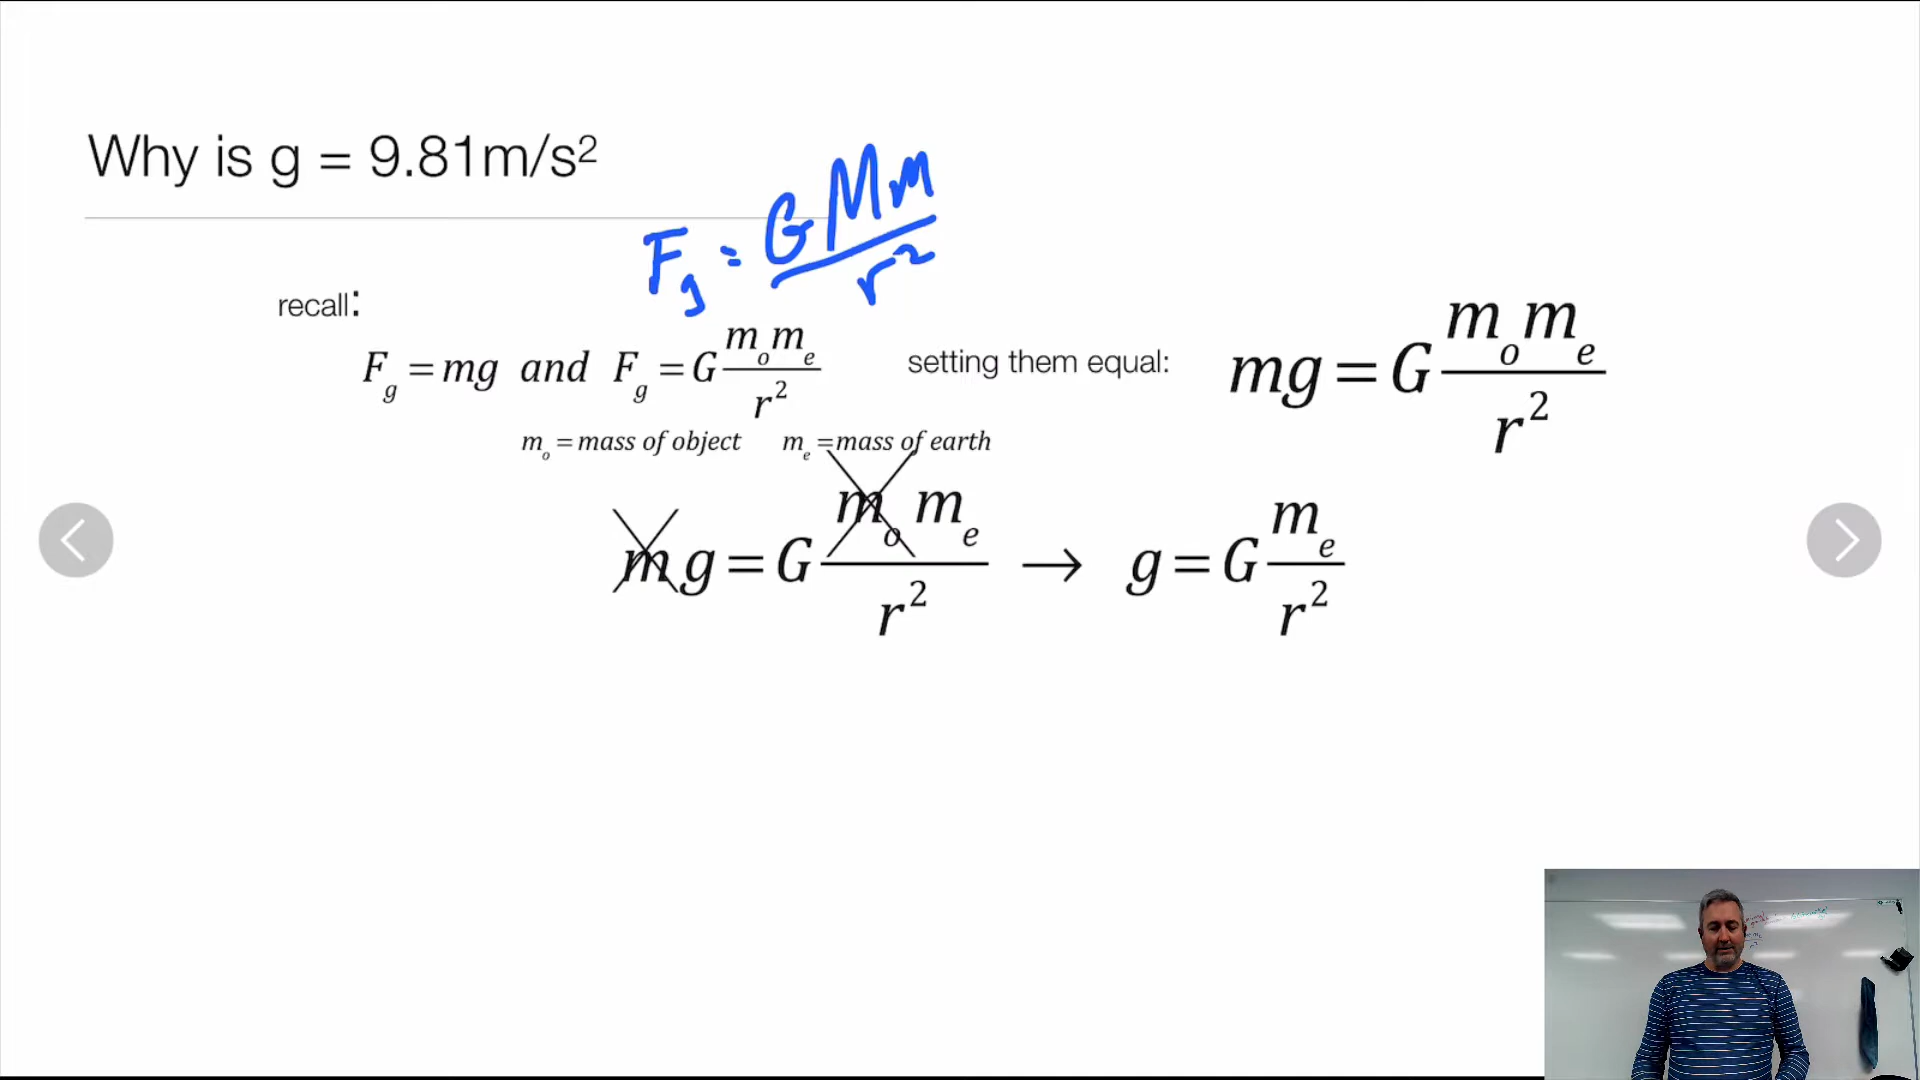 Why is g = 9.81m/s²
F_g = GMm/r²
recall:
F_g = mg and F_g = G m_o m_e / r² setting them equal: mg = G m_o m_e / r²
m_o = mass of object m_e = mass of earth
mg = G m_o m_e / r² → g = G m_e / r²